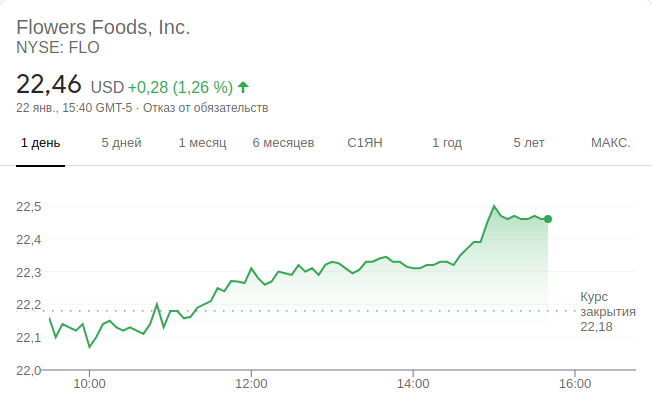 Flowers Foods, Inc.
NYSE: FLO
22,46 USD +0,28 (1,26 %)
22 янв., 15:40 GMT-5 · Отказ от обязательств
1 день 5 дней 1 месяц 6 месяцев С1ЯН 1 год 5 лет МАКС.
22,5
22,4
22,3
22,2
22,1
22,0
Курс
закрытия
22,18
10:00 12:00 14:00 16:00